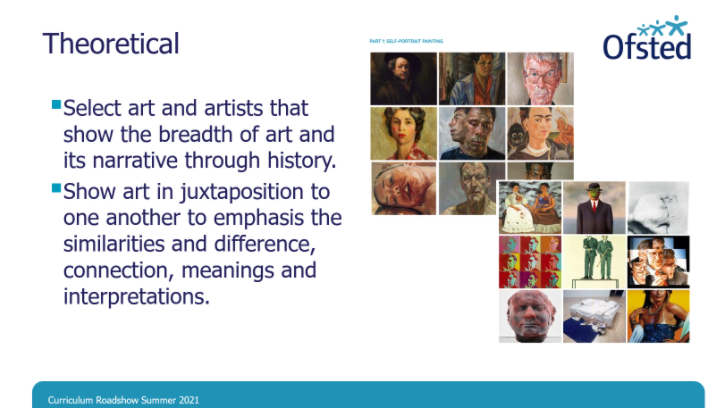 Theoretical
PART 1: SELF-PORTRAIT PAINTING
Ofsted
Select art and artists that
show the breadth of art and
its narrative through history.
Show art in juxtaposition to
one another to emphasis the
similarities and difference,
connection, meanings and
interpretations.
Curriculum Roadshow Summer 2021